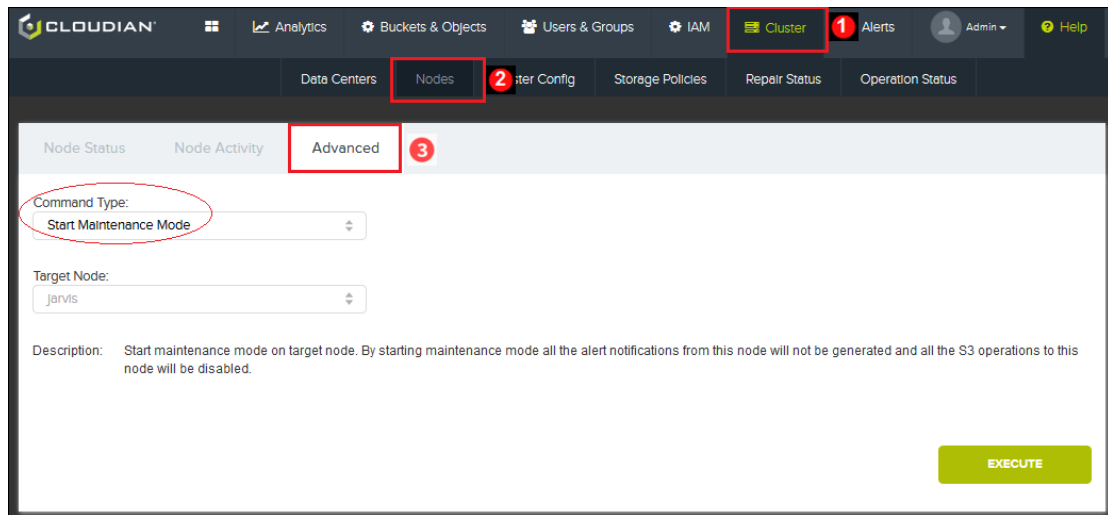 CLOUDIAN
Analytics
Buckets & Objects
Users & Groups
IAM
Cluster
1
Alerts
Admin
Help
Data Centers
Nodes
2
ster Config
Storage Policies
Repair Status
Operation Status
Node Status
Node Activity
Advanced
3
Command Type:
Start Maintenance Mode
Target Node:
jarvis
Description: Start maintenance mode on target node. By starting maintenance mode all the alert notifications from this node will not be generated and all the S3 operations to this
node will be disabled.
EXECUTE